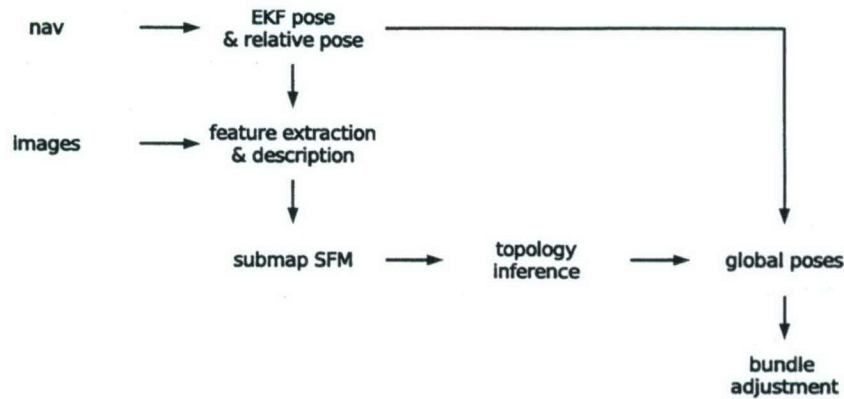 nav
EKF pose
& relative pose
images
feature extraction
& description
submap SFM
topology
inference
global poses
bundle
adjustment